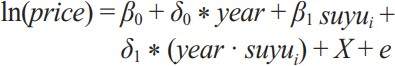 ln(price) = β₀ + δ₀ * year + β₁ suyuᵢ +
δ₁ * (year · suyuᵢ) + X + e